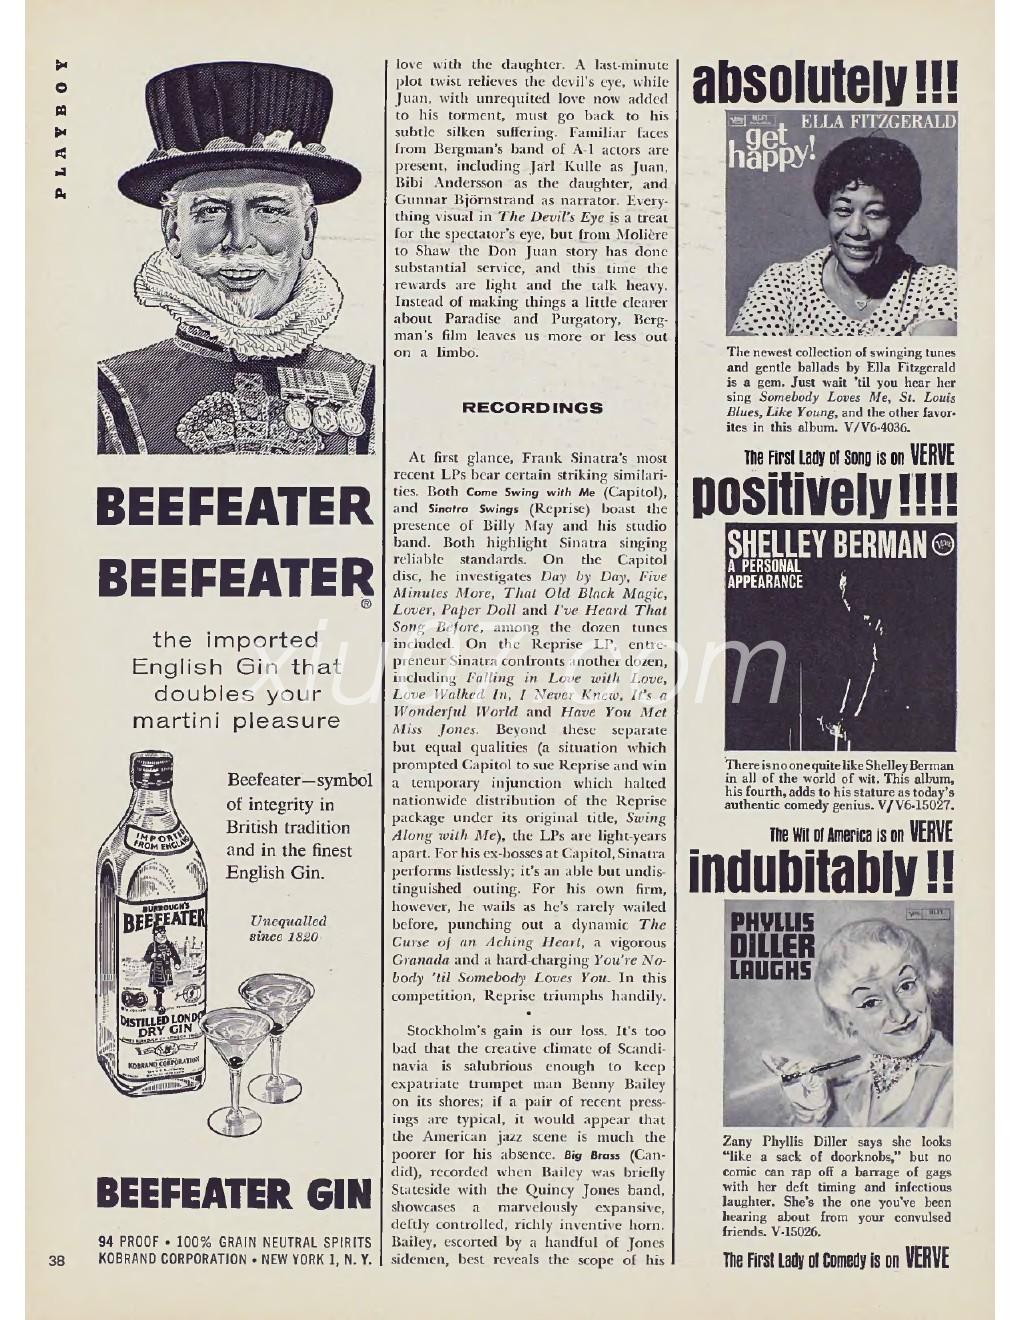 PLAYBOY
BEEFEATER
BEEFEATER
®
the imported
English Gin that
doubles your
martini pleasure
Beefeater—symbol
of integrity in
British tradition
and in the finest
English Gin.
Unequalled
since 1820
IMPORTED
FROM ENGLAND
BURROUGH'S
BEEFEATER
DISTILLED LONDON
DRY GIN
KOBRAND CORPORATION
BEEFEATER GIN
94 PROOF • 100% GRAIN NEUTRAL SPIRITS
KOBRAND CORPORATION • NEW YORK 1, N. Y.
38
love with the daughter. A last-minute
plot twist relieves the devil's eye, while
Juan, with unrequited love now added
to his torment, must go back to his
subtle silken suffering. Familiar faces
from Bergman's band of A-1 actors are
present, including Jarl Kulle as Juan,
Bibi Andersson as the daughter, and
Gunnar Björnstrand as narrator. Every-
thing visual in The Devil's Eye is a treat
for the spectator's eye, but from Molière
to Shaw the Don Juan story has done
substantial service, and this time the
rewards are light and the talk heavy.
Instead of making things a little clearer
about Paradise and Purgatory, Berg-
man's film leaves us more or less out
on a limbo.
RECORDINGS
At first glance, Frank Sinatra's most
recent LPs bear certain striking similari-
ties. Both Come Swing with Me (Capitol),
and Sinatra Swings (Reprise) boast the
presence of Billy May and his studio
band. Both highlight Sinatra singing
reliable standards. On the Capitol
disc, he investigates Day by Day, Five
Minutes More, That Old Black Magic,
Lover, Paper Doll and I've Heard That
Song Before, among the dozen tunes
included. On the Reprise LP, entre-
preneur Sinatra confronts another dozen,
including Falling in Love with Love,
Love Walked In, I Never Knew, It's a
Wonderful World and Have You Met
Miss Jones. Beyond these separate
but equal qualities (a situation which
prompted Capitol to sue Reprise and win
a temporary injunction which halted
nationwide distribution of the Reprise
package under its original title, Swing
Along with Me), the LPs are light-years
apart. For his ex-bosses at Capitol, Sinatra
performs listlessly; it's an able but undis-
tinguished outing. For his own firm,
however, he wails as he's rarely wailed
before, punching out a dynamic The
Curse of an Aching Heart, a vigorous
Granada and a hard-charging You're No-
body 'til Somebody Loves You. In this
competition, Reprise triumphs handily.
•
Stockholm's gain is our loss. It's too
bad that the creative climate of Scandi-
navia is salubrious enough to keep
expatriate trumpet man Benny Bailey
on its shores; if a pair of recent press-
ings are typical, it would appear that
the American jazz scene is much the
poorer for his absence. Big Brass (Can-
did), recorded when Bailey was briefly
Stateside with the Quincy Jones band,
showcases a marvelously expansive,
deftly controlled, richly inventive horn.
Bailey, escorted by a handful of Jones
sidemen, best reveals the scope of his
absolutely!!!
ELLA FITZGERALD
get
happy!
The newest collection of swinging tunes
and gentle ballads by Ella Fitzgerald
is a gem. Just wait 'til you hear her
sing Somebody Loves Me, St. Louis
Blues, Like Young, and the other favor-
ites in this album. V/V6-4036.
The First Lady of Song is on VERVE
positively!!!!
SHELLEY BERMAN
A PERSONAL
APPEARANCE
There is no one quite like Shelley Berman
in all of the world of wit. This album,
his fourth, adds to his stature as today's
authentic comedy genius. V/V6-15027.
The Wit of America is on VERVE
indubitably!!
PHYLLIS
DILLER
LAUGHS
Zany Phyllis Diller says she looks
"like a sack of doorknobs," but no
comic can rap off a barrage of gags
with her deft timing and infectious
laughter. She's the one you've been
hearing about from your convulsed
friends. V-15026.
The First Lady of Comedy is on VERVE